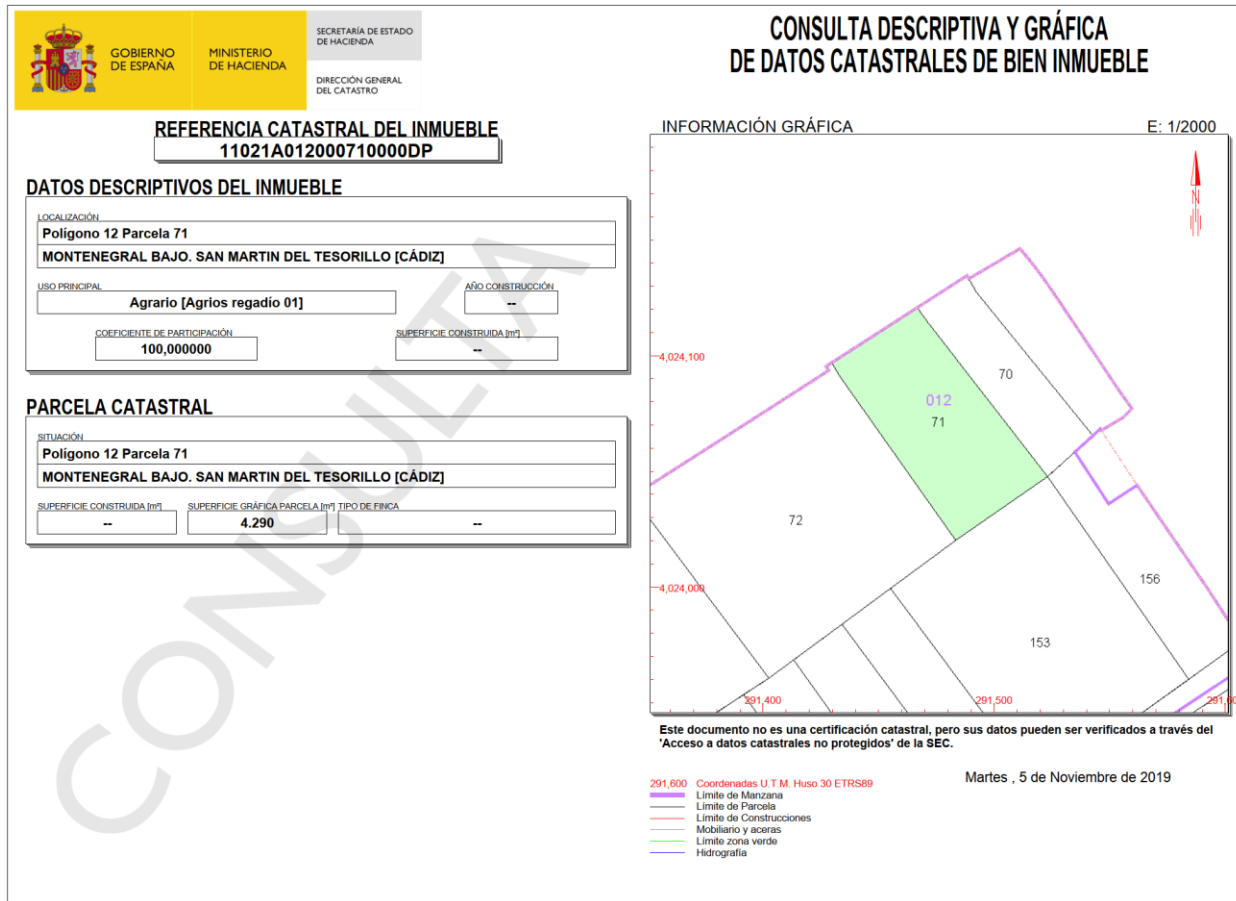 GOBIERNO
DE ESPAÑA
MINISTERIO
DE HACIENDA
SECRETARÍA DE ESTADO
DE HACIENDA
DIRECCIÓN GENERAL
DEL CATASTRO
CONSULTA DESCRIPTIVA Y GRÁFICA
DE DATOS CATASTRALES DE BIEN INMUEBLE
REFERENCIA CATASTRAL DEL INMUEBLE
11021A012000710000DP
DATOS DESCRIPTIVOS DEL INMUEBLE
LOCALIZACIÓN
Polígono 12 Parcela 71
MONTENEGRAL BAJO. SAN MARTIN DEL TESORILLO [CÁDIZ]
USO PRINCIPAL
Agrario [Agrios regadío 01]
AÑO CONSTRUCCIÓN
--
COEFICIENTE DE PARTICIPACIÓN
100,000000
SUPERFICIE CONSTRUIDA [m²]
--
PARCELA CATASTRAL
SITUACIÓN
Polígono 12 Parcela 71
MONTENEGRAL BAJO. SAN MARTIN DEL TESORILLO [CÁDIZ]
SUPERFICIE CONSTRUIDA [m²]
--
SUPERFICIE GRÁFICA PARCELA [m²]
4.290
TIPO DE FINCA
--
CONSULTA
INFORMACIÓN GRÁFICA
E: 1/2000
N
4,024,100
70
012
71
72
4,024,000
156
153
291,400
291,500
Este documento no es una certificación catastral, pero sus datos pueden ser verificados a través del
'Acceso a datos catastrales no protegidos' de la SEC.
Martes , 5 de Noviembre de 2019
291,600 Coordenadas U.T.M. Huso 30 ETRS89
Límite de Manzana
Límite de Parcela
Límite de Construcciones
Mobiliario y aceras
Límite zona verde
Hidrografía